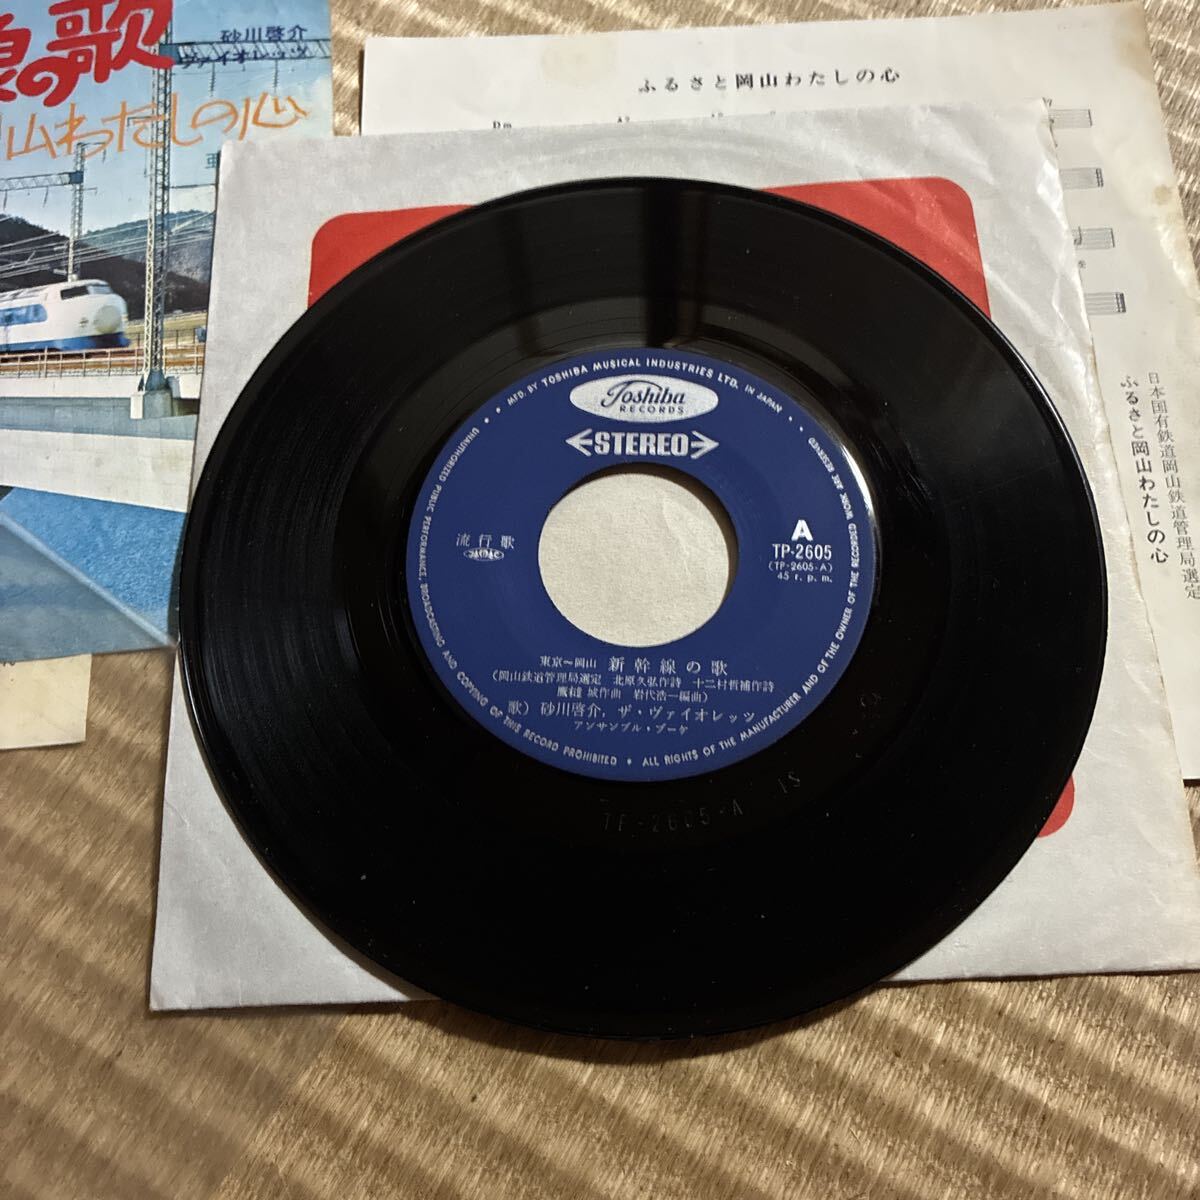 線の歌
砂川啓介
ヴァイオレッツ
山わたしの心
ふるさと岡山わたしの心
Dm
日本国有鉄道岡山鉄道管理局選定
ふるさと岡山わたしの心
MFD. BY TOSHIBA MUSICAL INDUSTRIES LTD. IN JAPAN
Toshiba
RECORDS
STEREO
流行歌
JASRAC
A
TP-2605
(TP-2605-A)
45 r.p.m.
東京〜岡山 新幹線の歌
(岡山鉄道管理局選定 北原久弘作詩 十二村哲補作詩
城作曲 岩代浩一編曲)
歌) 砂川啓介, ザ・ヴァイオレッツ
アンサンブル・ブーケ
UNAUTHORIZED PUBLIC PERFORMANCE, BROADCASTING AND COPYING OF THIS RECORD PROHIBITED • ALL RIGHTS OF THE MANUFACTURER AND OF THE OWNER OF THE RECORDED WORK ARE RESERVED
TP-2605-A 1S